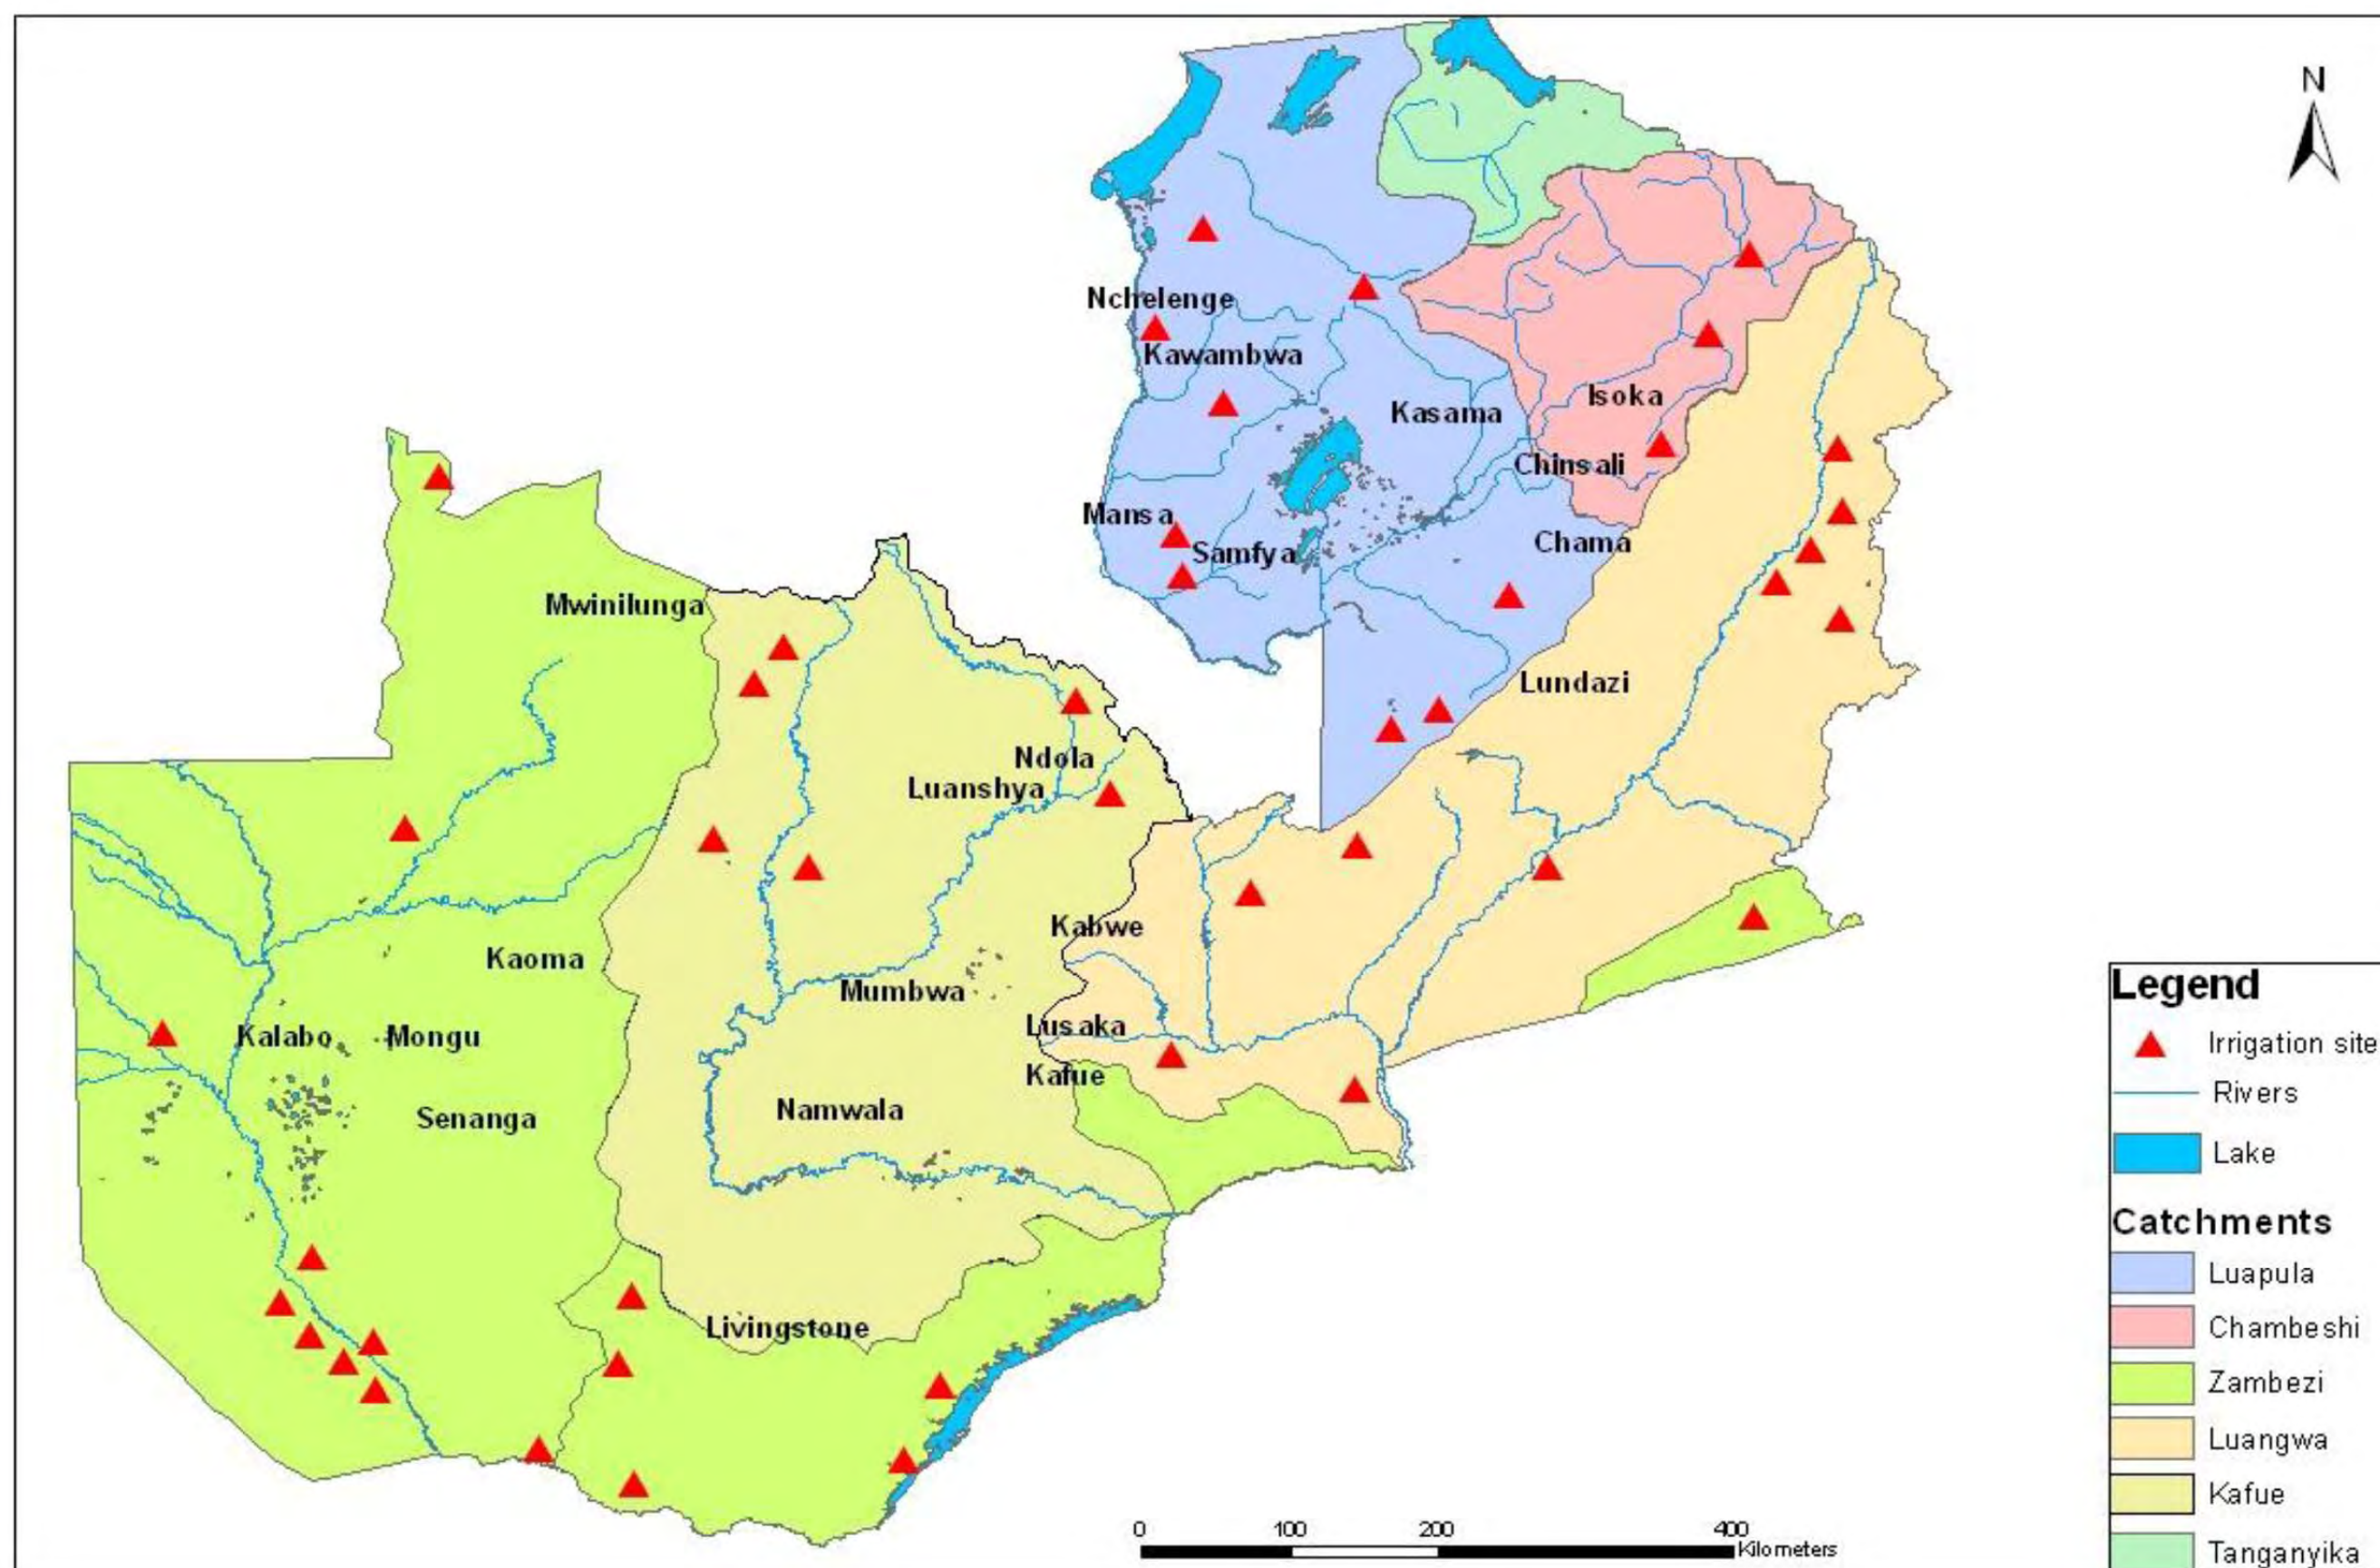 N
Nchelenge
Kawambwa
Isoka
Kasama
Chinsali
Mansa
Samfya
Chama
Mwinilunga
Lundazi
Ndola
Luanshya
Kabwe
Kaoma
Mumbwa
Lusaka
Kalabo
Mongu
Kafue
Namwala
Senanga
Livingstone
Legend
Irrigation site
Rivers
Lake
Catchments
Luapula
Chambeshi
Zambezi
Luangwa
Kafue
Tanganyika
0 100 200 400
Kilometers